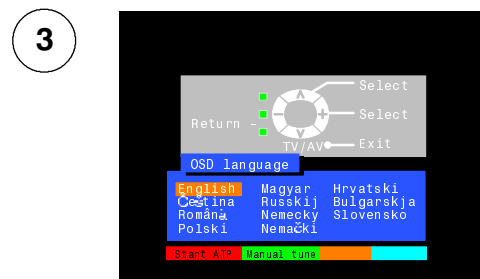 3
Select
Select
Return -
TV/AV
Exit
OSD language
English Magyar Hrvatski
Čeština Russkij Bulgarskja
Română Nemecky Slovensko
Polski Nemački
Start ATP Manual tune